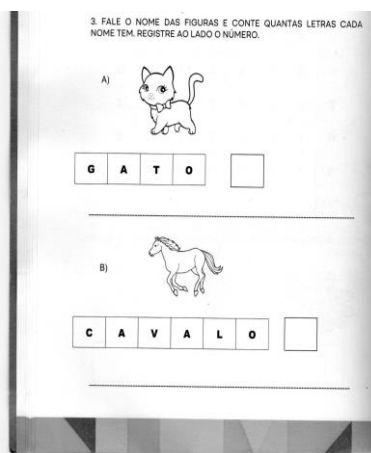 3. FALE O NOME DAS FIGURAS E CONTE QUANTAS LETRAS CADA
NOME TEM. REGISTRE AO LADO O NÚMERO.
A)
G A T O
B)
C A V A L O